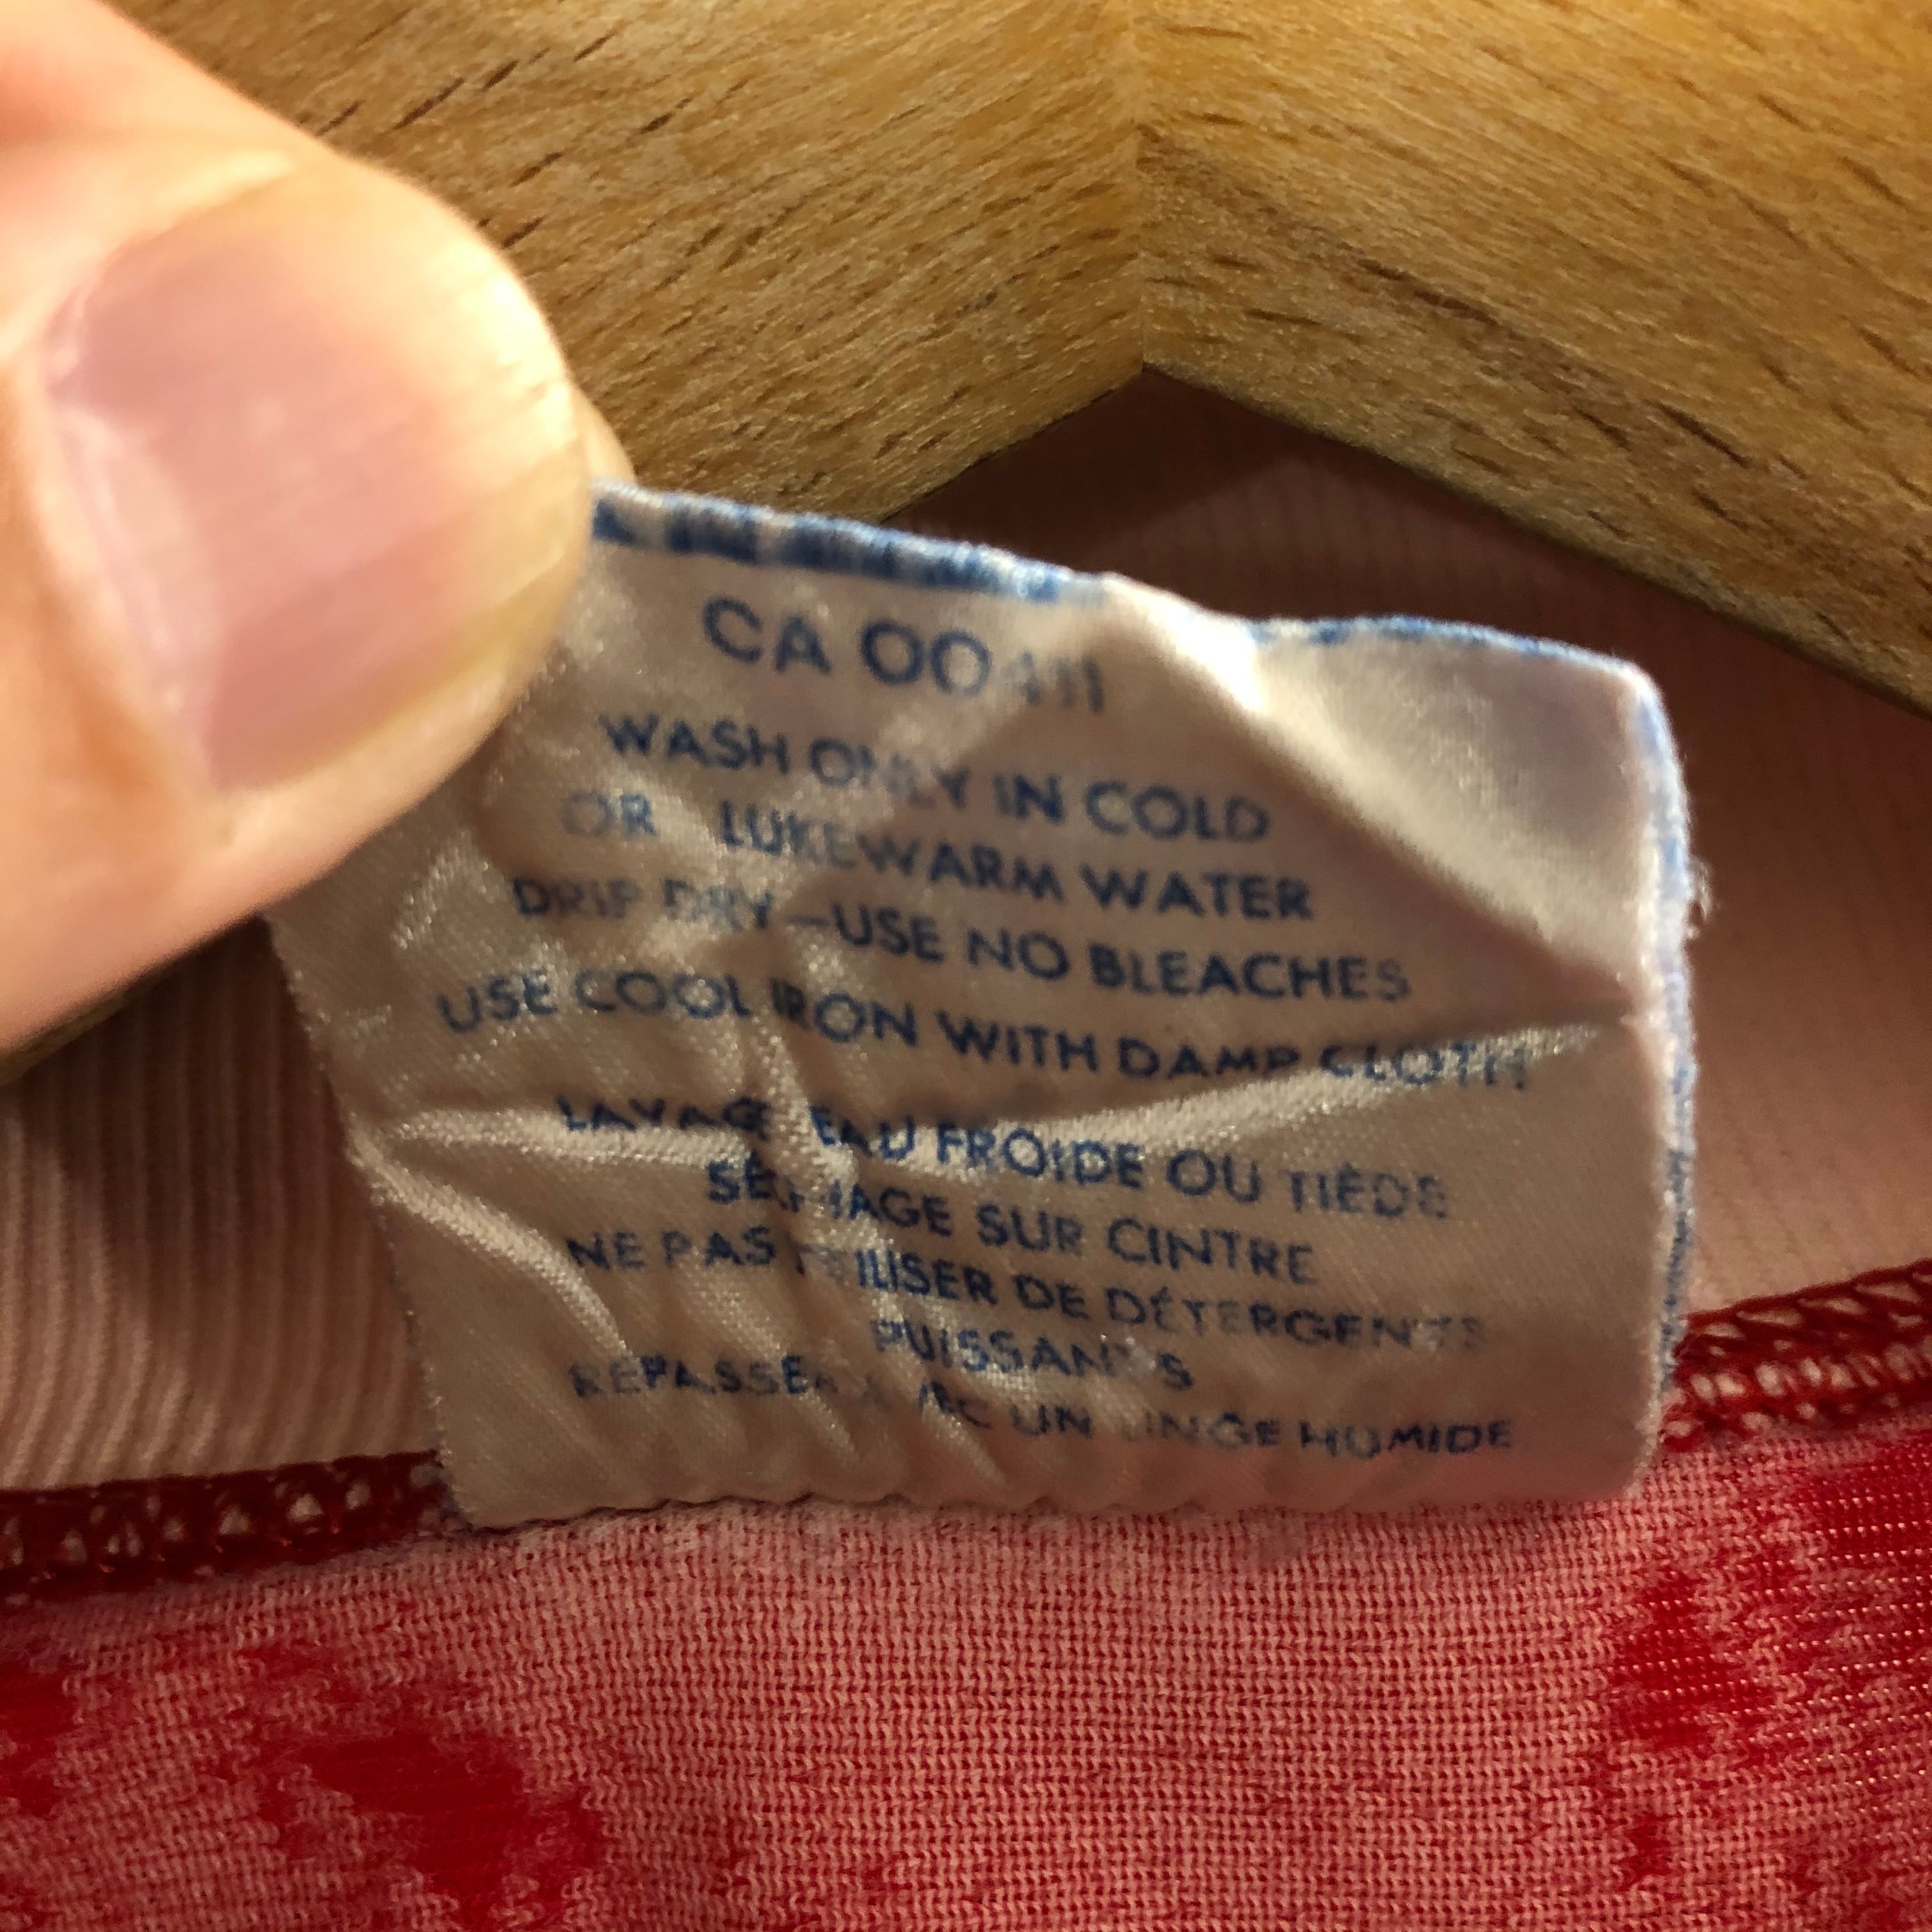 CA 00411
WASH ONLY IN COLD
OR LUKEWARM WATER
DRIP DRY—USE NO BLEACHES
USE COOL IRON WITH DAMP CLOTH
LAVAGE EAU FROIDE OU TIÈDE
SÉCHAGE SUR CINTRE
NE PAS UTILISER DE DÉTERGENTS
PUISSANTS
REPASSER AVEC UN LINGE HUMIDE